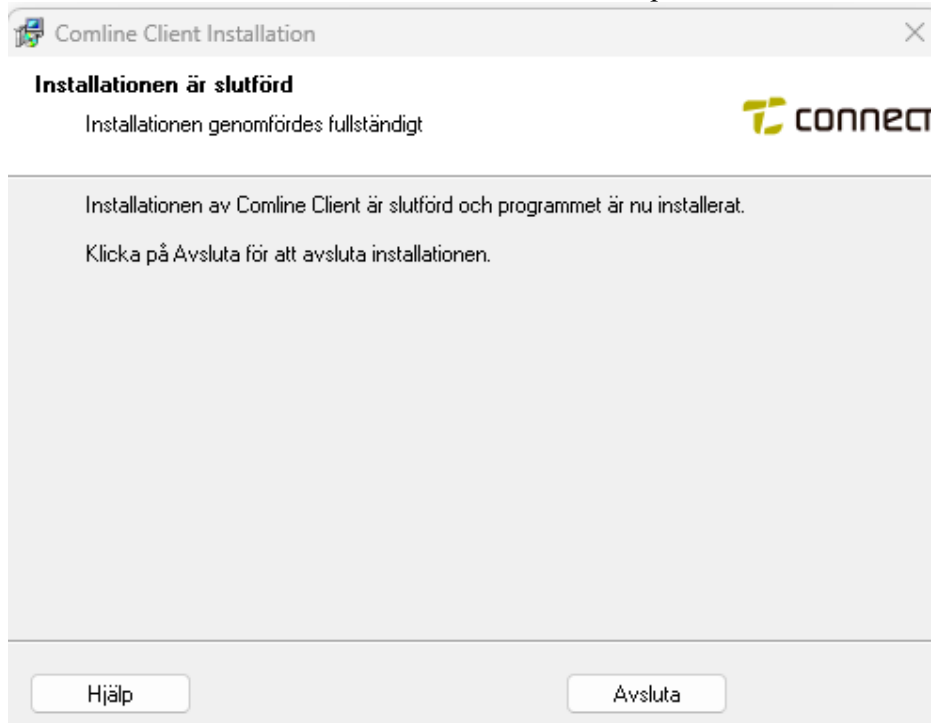 Comline Client Installation
Installationen är slutförd
Installationen genomfördes fullständigt
connect
Installationen av Comline Client är slutförd och programmet är nu installerat.
Klicka på Avsluta för att avsluta installationen.
Hjälp
Avsluta